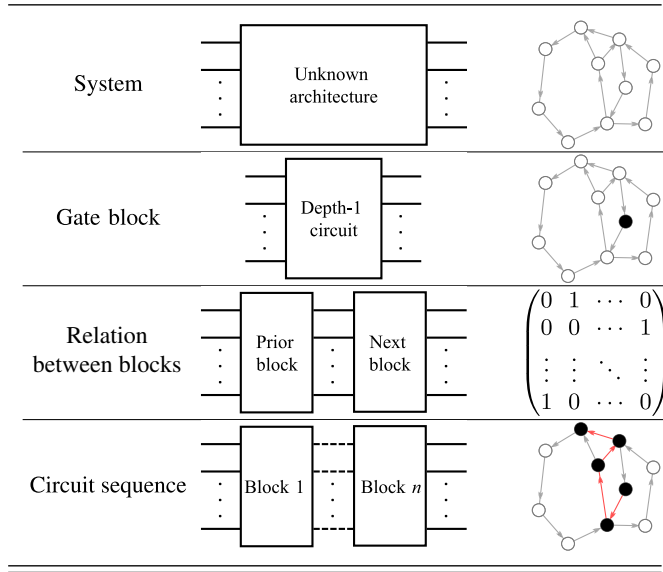 System
Unknown
architecture
Gate block
Depth-1
circuit
Relation
between blocks
Prior
block
Next
block
0 1 ⋯ 0
0 0 ⋯ 1
⋮ ⋮ ⋱ ⋮
1 0 ⋯ 0
Circuit sequence
Block 1
Block n